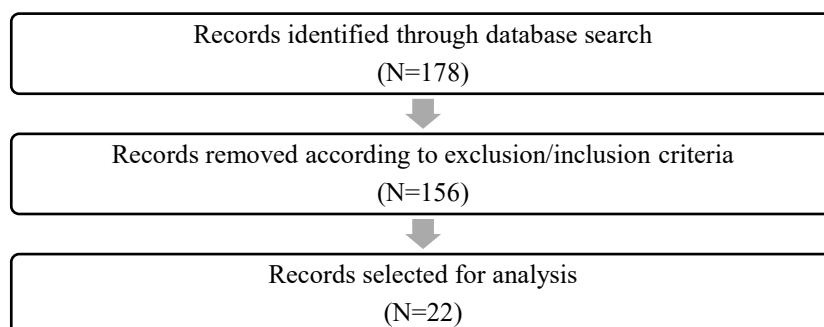 Records identified through database search
(N=178)
Records removed according to exclusion/inclusion criteria
(N=156)
Records selected for analysis
(N=22)